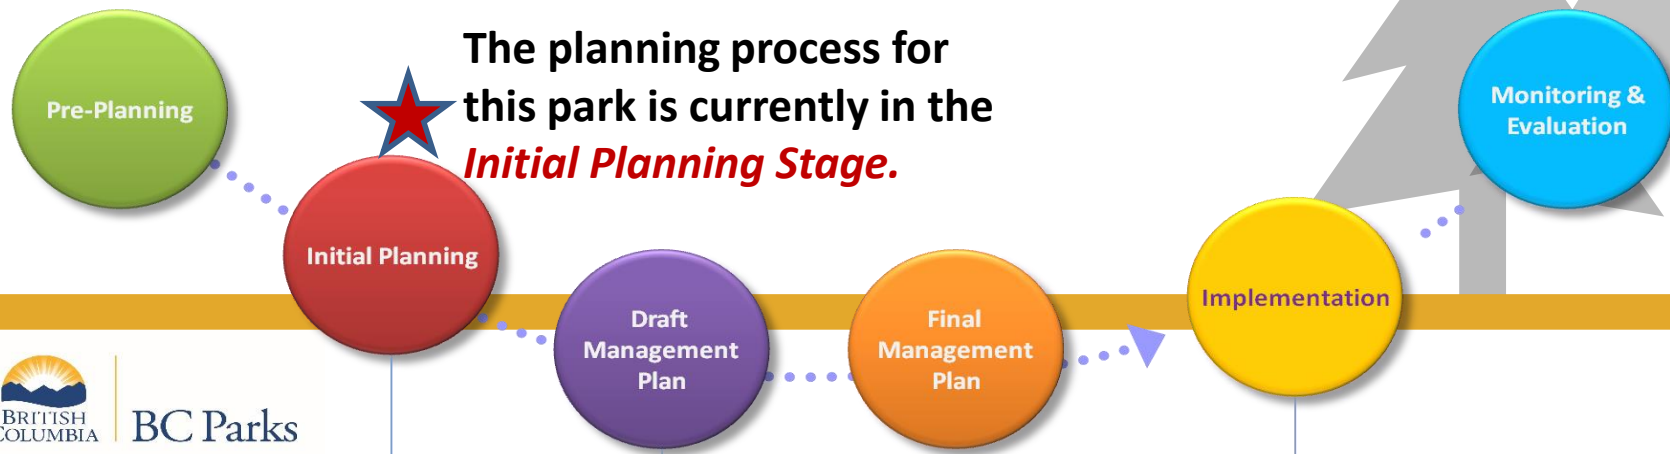 The planning process for
this park is currently in the
Initial Planning Stage.
Pre-Planning
Initial Planning
Draft
Management
Plan
Final
Management
Plan
Implementation
Monitoring &
Evaluation
BRITISH
COLUMBIA
BC Parks